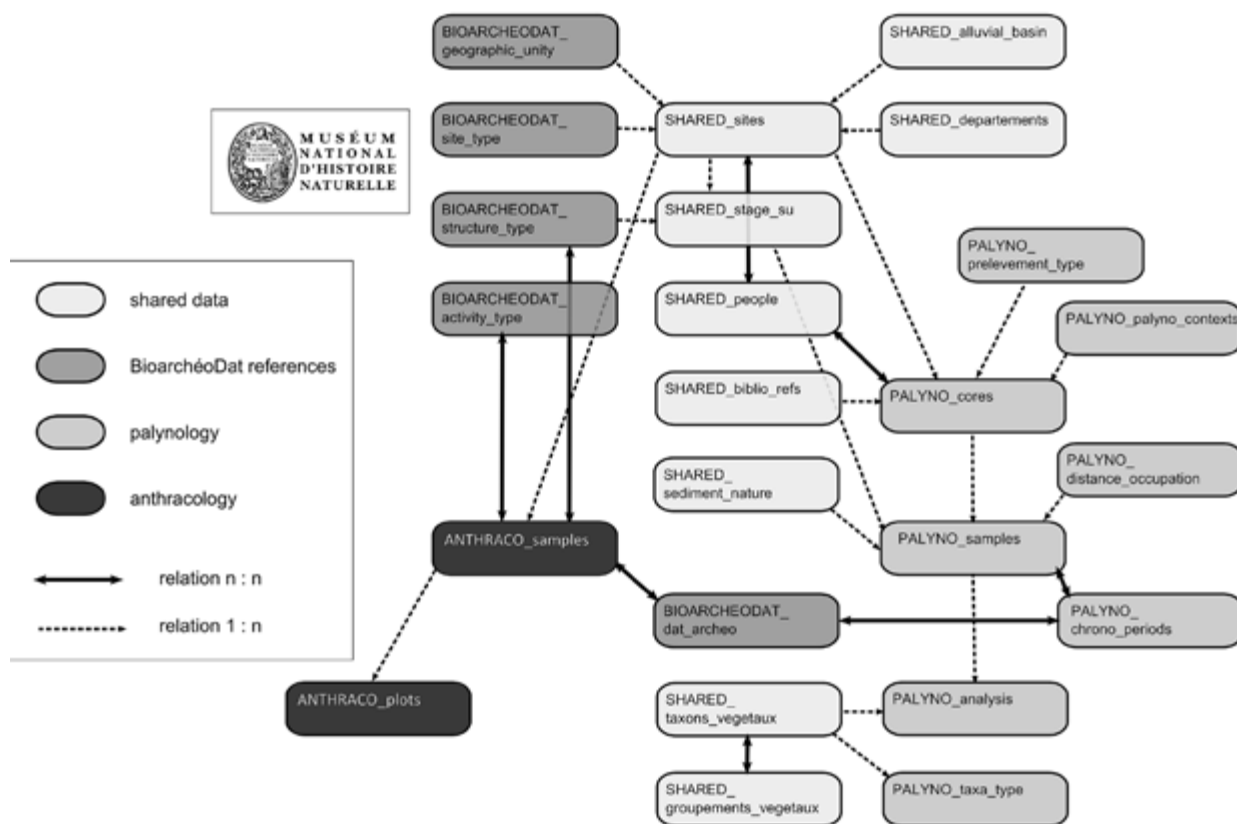 BIOARCHEODAT_
geographic_unity
SHARED_alluvial_basin
MUSÉUM
NATIONAL
D'HISTOIRE
NATURELLE
BIOARCHEODAT_
site_type
SHARED_sites
SHARED_departements
BIOARCHEODAT_
structure_type
SHARED_stage_su
PALYNO_
prelevement_type
shared data
BIOARCHEODAT_
activity_type
SHARED_people
PALYNO_palyno_contexts
BioarchéoDat references
SHARED_biblio_refs
PALYNO_cores
palynology
SHARED_
sediment_nature
PALYNO_
distance_occupation
anthracology
ANTHRACO_samples
PALYNO_samples
relation n : n
relation 1 : n
BIOARCHEODAT_
dat_archeo
PALYNO_
chrono_periods
ANTHRACO_plots
SHARED_
taxons_vegetaux
PALYNO_analysis
SHARED_
groupements_vegetaux
PALYNO_taxa_type